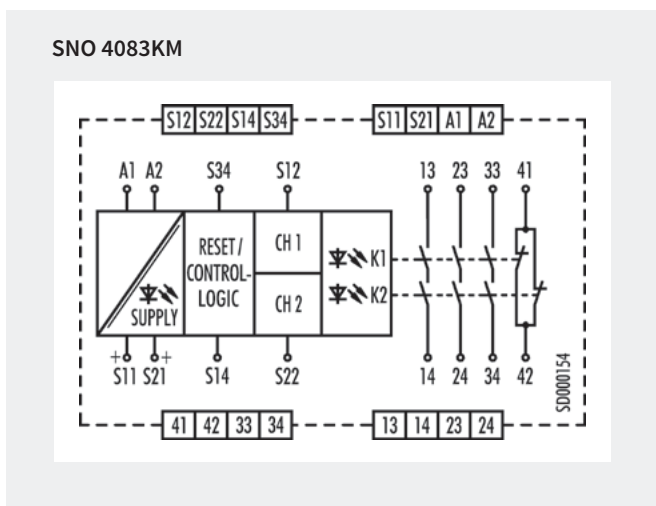 SNO 4083KM
S12 S22 S14 S34 S11 S21 A1 A2
A1 A2 S34 S12 13 23 33 41
RESET/
CONTROL-
LOGIC
CH 1
CH 2
K1
K2
SUPPLY
+ +
S11 S21 S14 S22 14 24 34 42
SD000154
41 42 33 34 13 14 23 24